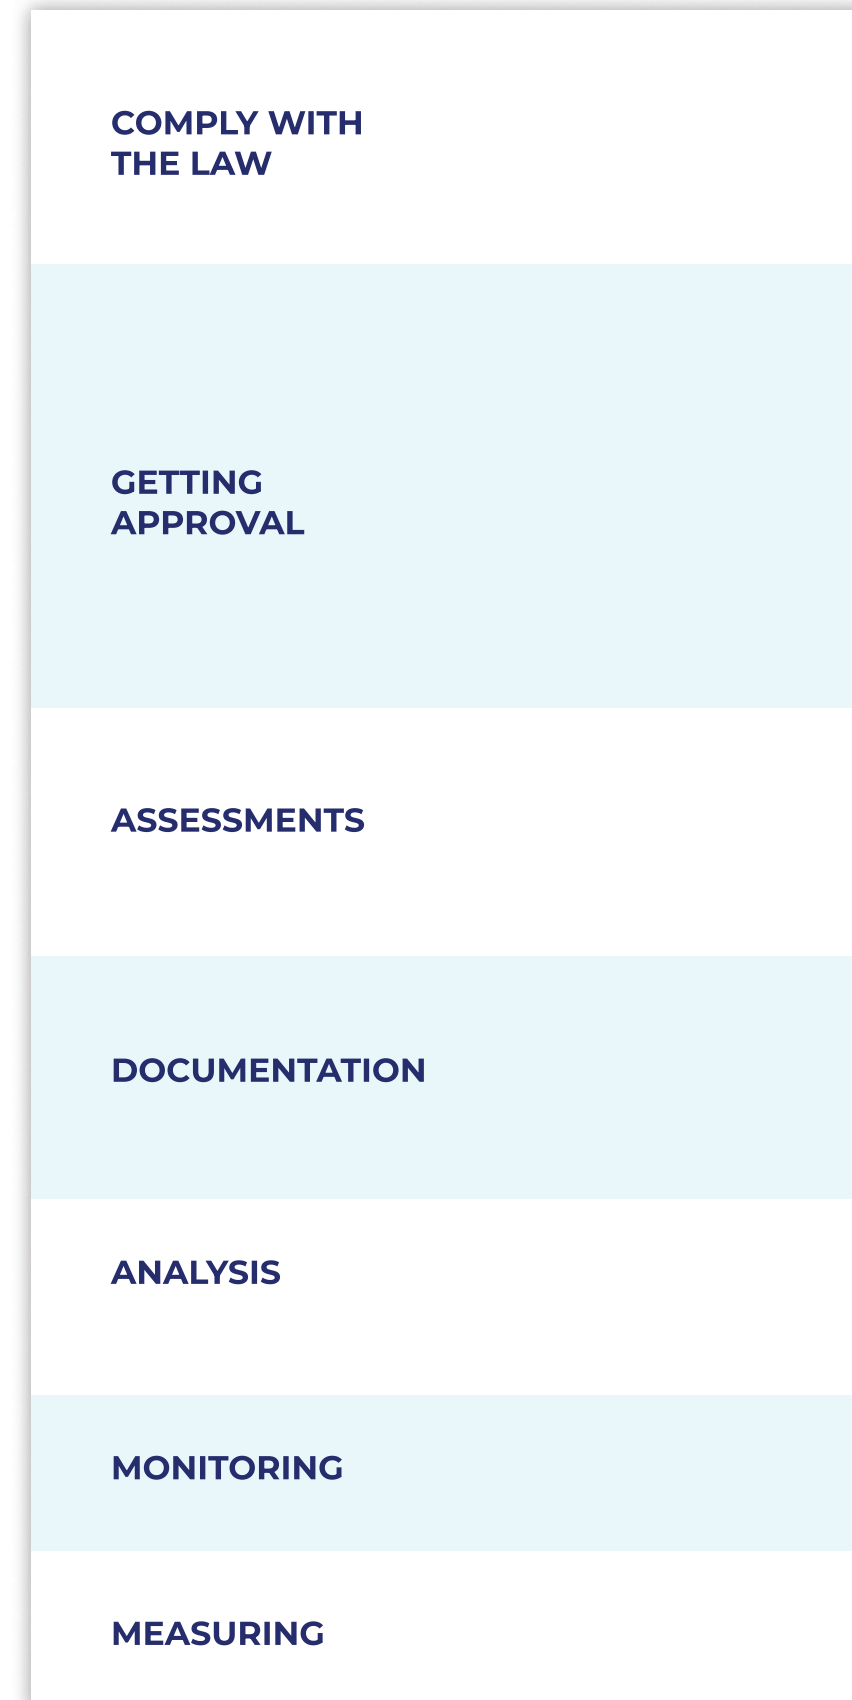 COMPLY WITH
THE LAW
GETTING
APPROVAL
ASSESSMENTS
DOCUMENTATION
ANALYSIS
MONITORING
MEASURING